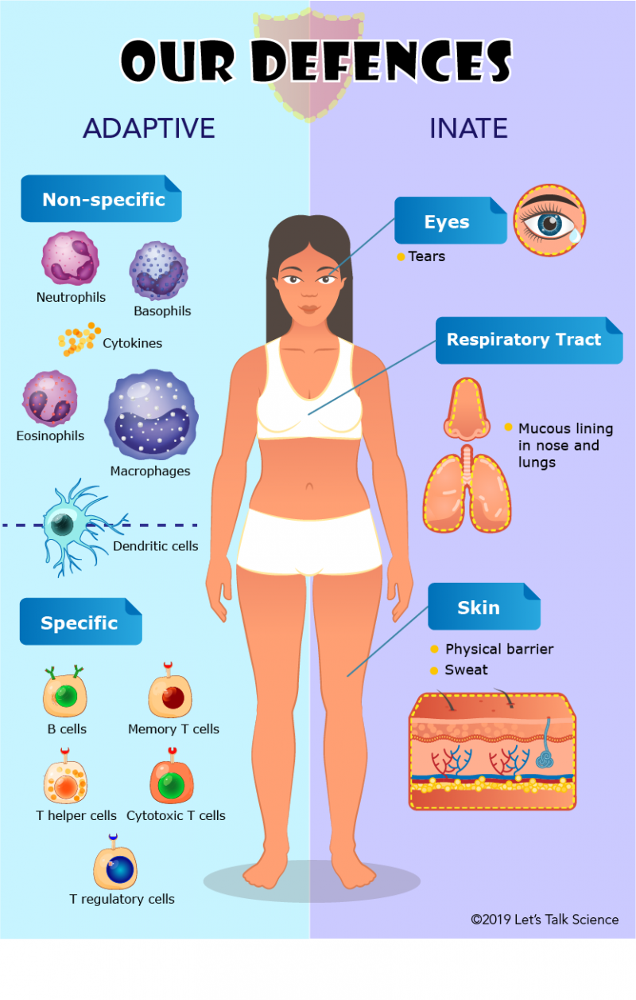 OUR DEFENCES
ADAPTIVE
Non-specific
Neutrophils
Basophils
Cytokines
Eosinophils
Macrophages
Dendritic cells
Specific
B cells
Memory T cells
T helper cells
Cytotoxic T cells
T regulatory cells
INATE
Eyes
Tears
Respiratory Tract
Mucous lining
in nose and
lungs
Skin
Physical barrier
Sweat
©2019 Let's Talk Science